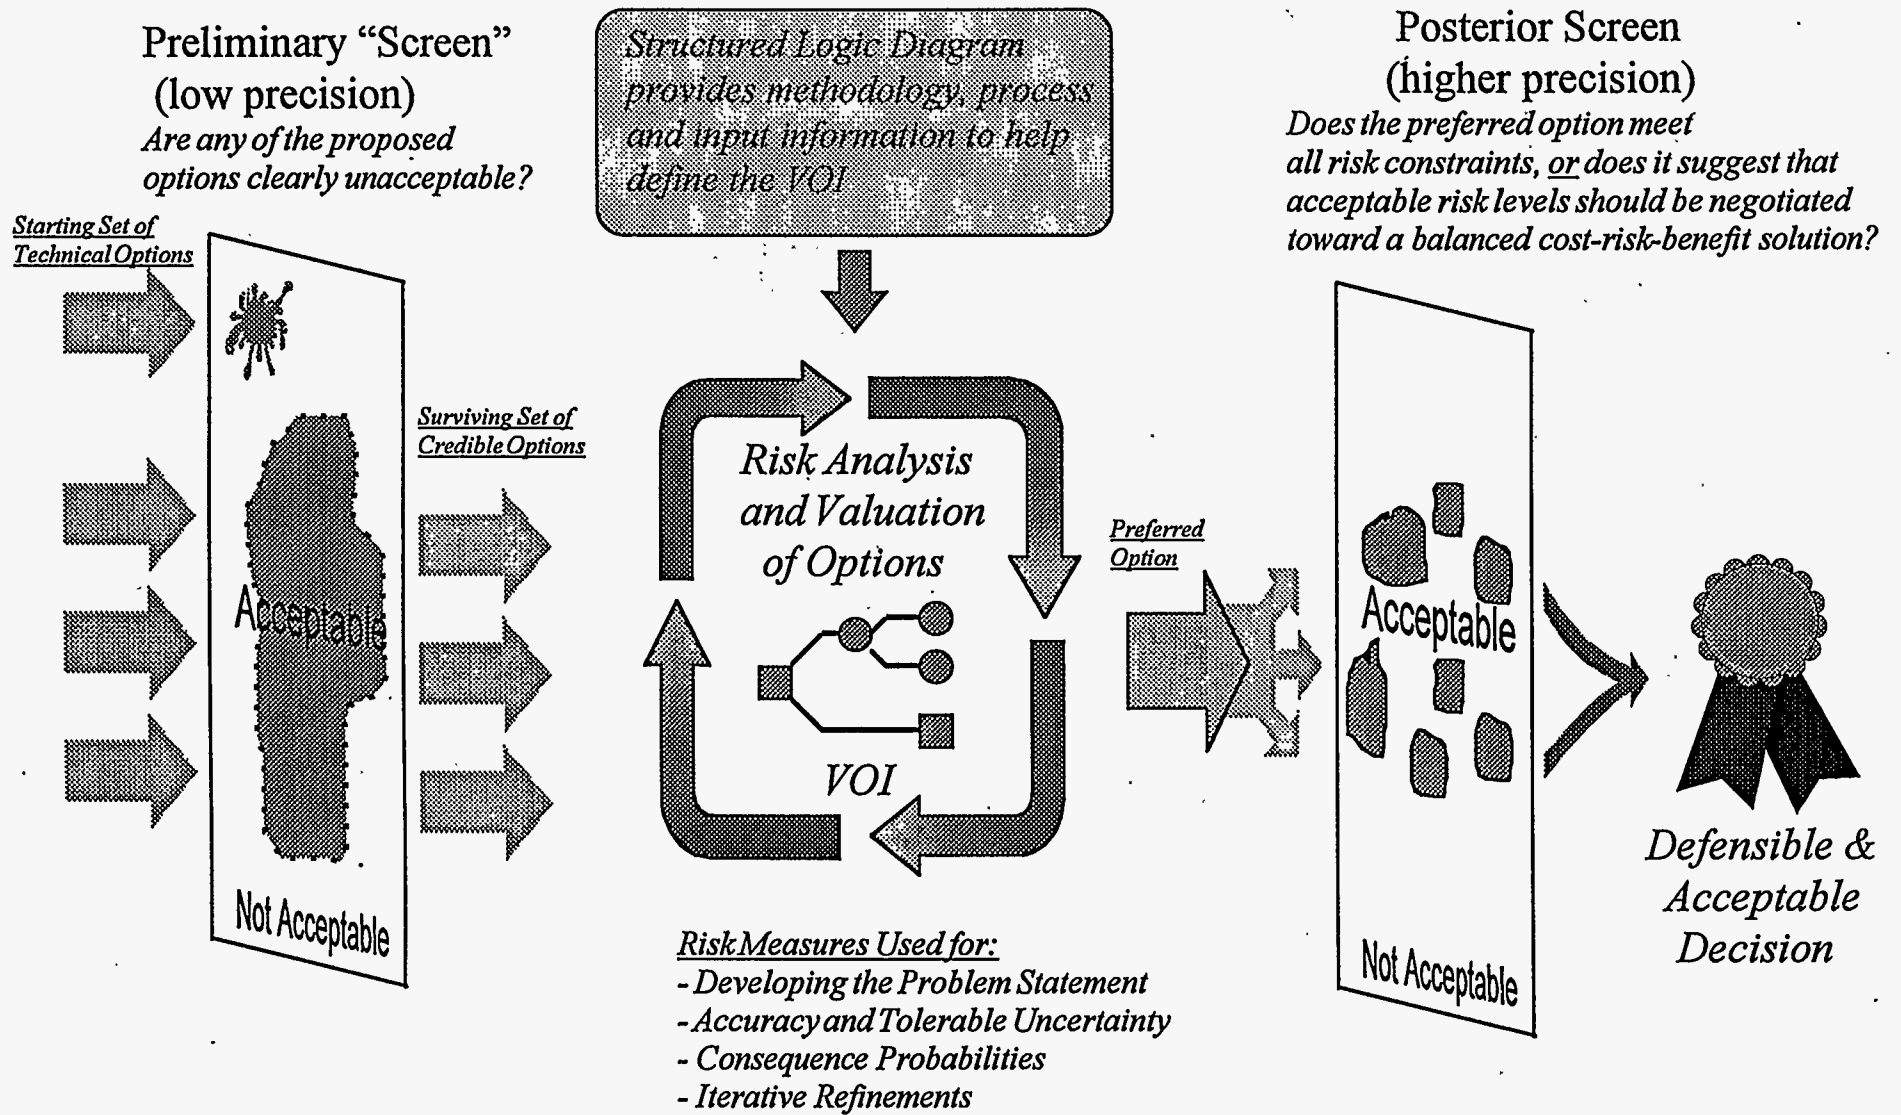 Preliminary “Screen”
(low precision)
Are any of the proposed
options clearly unacceptable?
Starting Set of
Technical Options
Acceptable
Not Acceptable
Surviving Set of
Credible Options
Structured Logic Diagram
provides methodology, process
and input information to help
define the VOI
Risk Analysis
and Valuation
of Options
VOI
Risk Measures Used for:
- Developing the Problem Statement
- Accuracy and Tolerable Uncertainty
- Consequence Probabilities
- Iterative Refinements
Preferred
Option
Posterior Screen
(higher precision)
Does the preferred option meet
all risk constraints, or does it suggest that
acceptable risk levels should be negotiated
toward a balanced cost-risk-benefit solution?
Acceptable
Not Acceptable
Defensible &
Acceptable
Decision